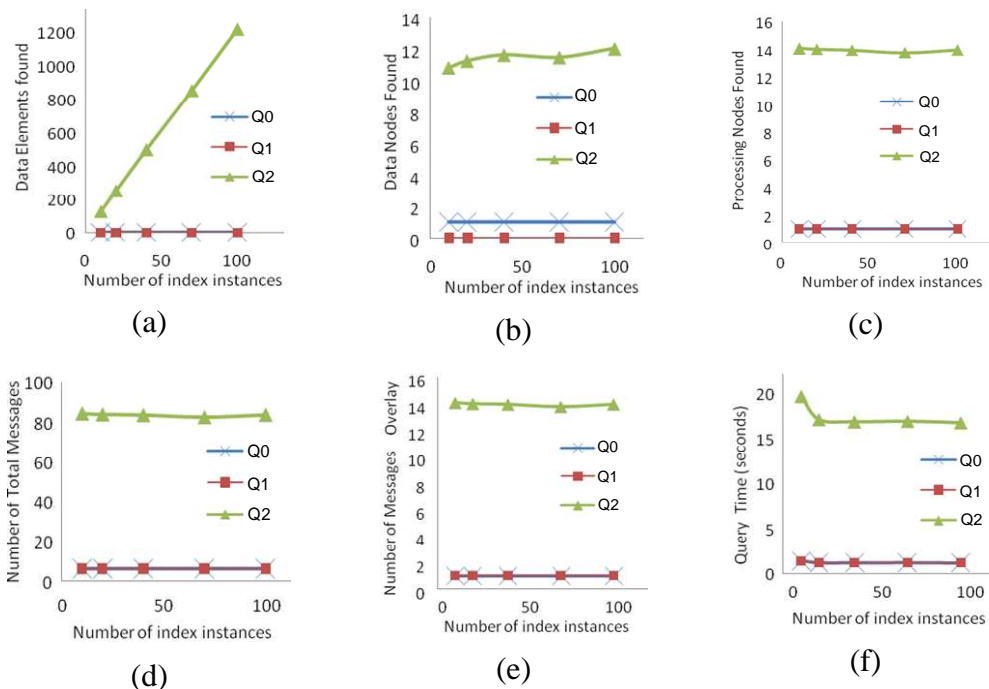 Data Elements found
1200
1000
800
600
400
200
0
Q0
Q1
Q2
0
50
100
Number of index instances
(a)
Data Nodes Found
14
12
10
8
6
4
2
0
Q0
Q1
Q2
0
50
100
Number of index instances
(b)
Processing Nodes Found
16
14
12
10
8
6
4
2
0
Q0
Q1
Q2
0
50
100
Number of index instances
(c)
Number of Total Messages
100
80
60
40
20
0
Q0
Q1
Q2
0
50
100
Number of index instances
(d)
Number of Messages Overlay
16
14
12
10
8
6
4
2
0
Q0
Q1
Q2
0
50
100
Number of index instances
(e)
Query Time (seconds)
20
15
10
5
0
Q0
Q1
Q2
0
50
100
Number of index instances
(f)